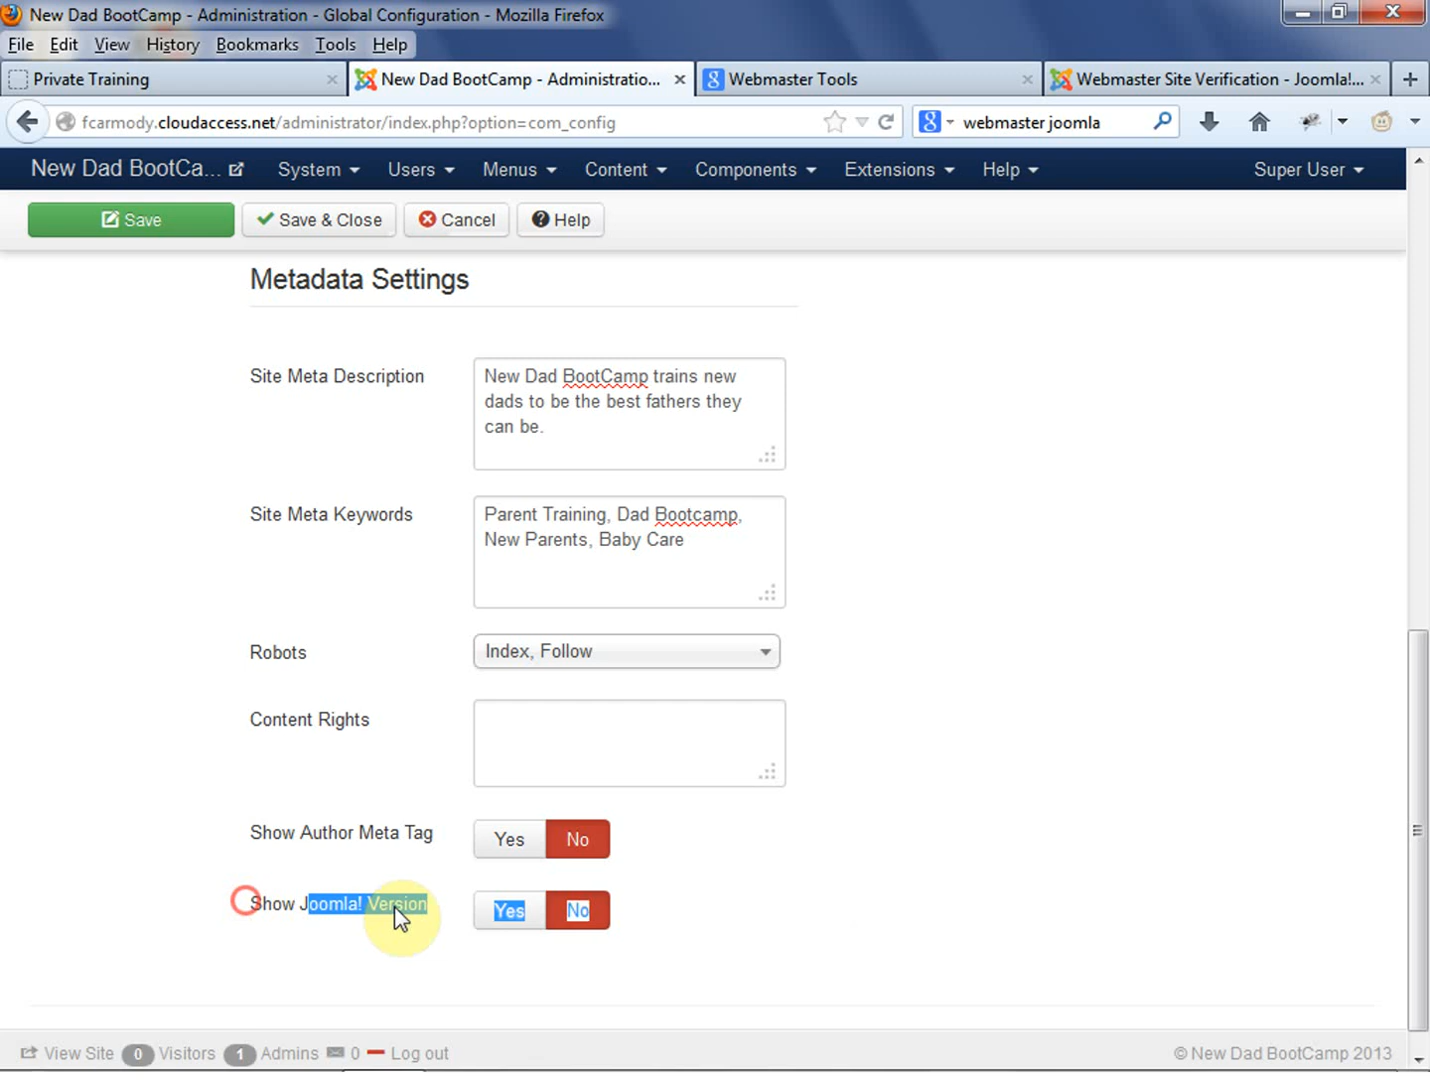 New Dad BootCamp - Administration - Global Configuration - Mozilla Firefox
File Edit View History Bookmarks Tools Help
Private Training
New Dad BootCamp - Administratio...
Webmaster Tools
Webmaster Site Verification - Joomla!...
fcarmody.cloudaccess.net/administrator/index.php?option=com_config
webmaster joomla
New Dad BootCa... System Users Menus Content Components Extensions Help Super User
Save Save & Close Cancel Help
Metadata Settings
Site Meta Description
New Dad BootCamp trains new
dads to be the best fathers they
can be.
Site Meta Keywords
Parent Training, Dad Bootcamp,
New Parents, Baby Care
Robots
Index, Follow
Content Rights
Show Author Meta Tag Yes No
Show Joomla! Version Yes No
View Site 0 Visitors 1 Admins 0 Log out © New Dad BootCamp 2013